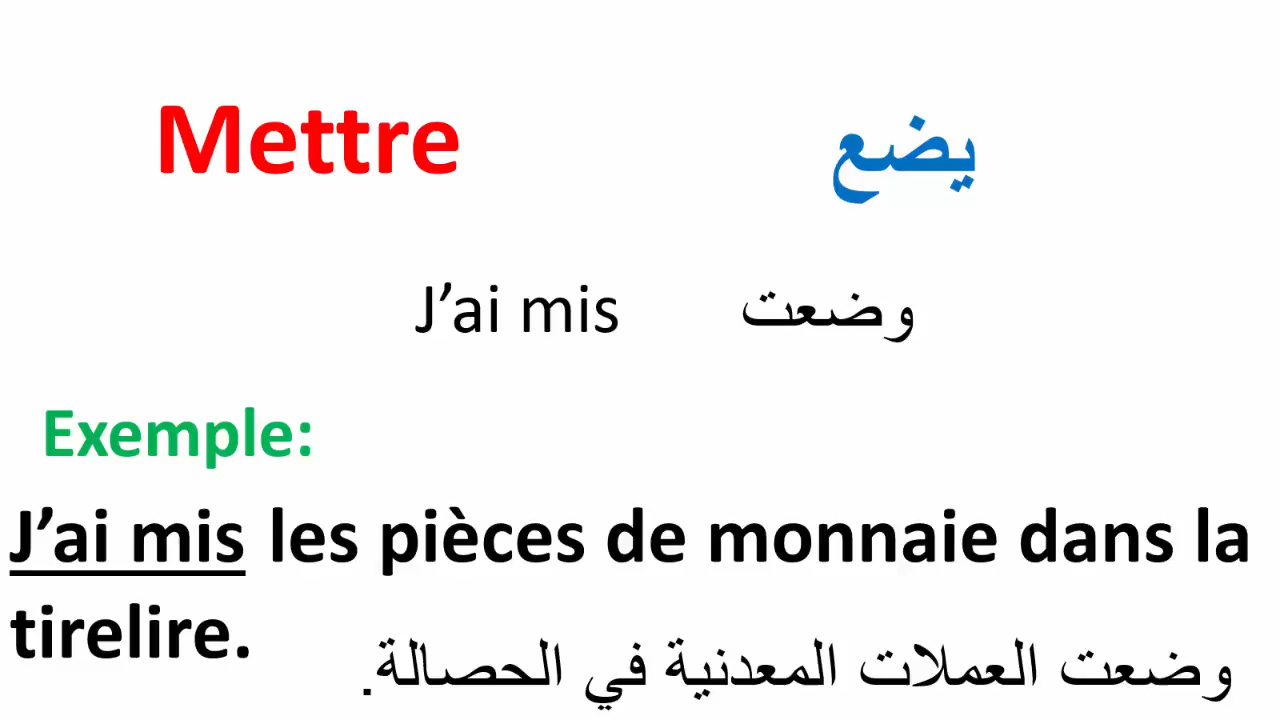 Mettre يضع
J’ai mis وضعت
Exemple:
J’ai mis les pièces de monnaie dans la
tirelire.
وضعت العملات المعدنية في الحصالة.